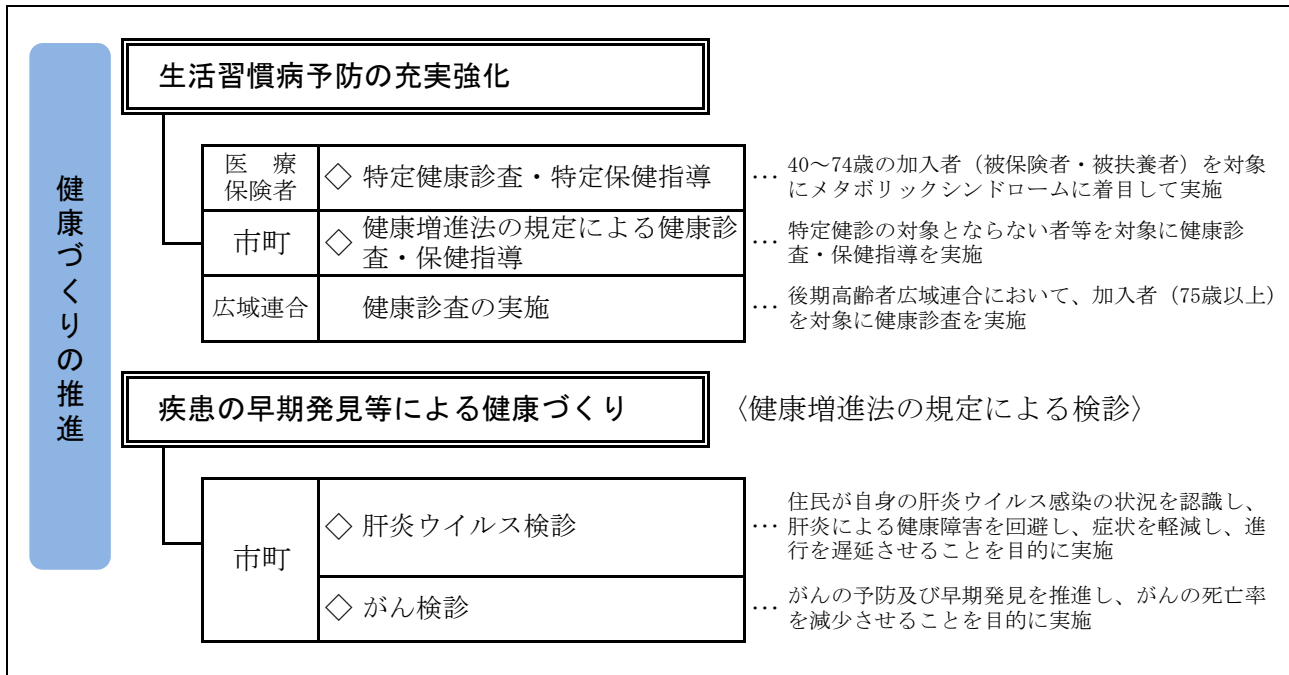 健康づくりの推進
生活習慣病予防の充実強化
医　療
保険者
◇ 特定健康診査・特定保健指導
… 40～74歳の加入者（被保険者・被扶養者）を対象
にメタボリックシンドロームに着目して実施
市町
◇ 健康増進法の規定による健康診
査・保健指導
… 特定健診の対象とならない者等を対象に健康診
査・保健指導を実施
広域連合
健康診査の実施
… 後期高齢者広域連合において、加入者（75歳以上）
を対象に健康診査を実施
疾患の早期発見等による健康づくり
〈健康増進法の規定による検診〉
市町
◇ 肝炎ウイルス検診
住民が自身の肝炎ウイルス感染の状況を認識し、
… 肝炎による健康障害を回避し、症状を軽減し、進
行を遅延させることを目的に実施
◇ がん検診
… がんの予防及び早期発見を推進し、がんの死亡率
を減少させることを目的に実施